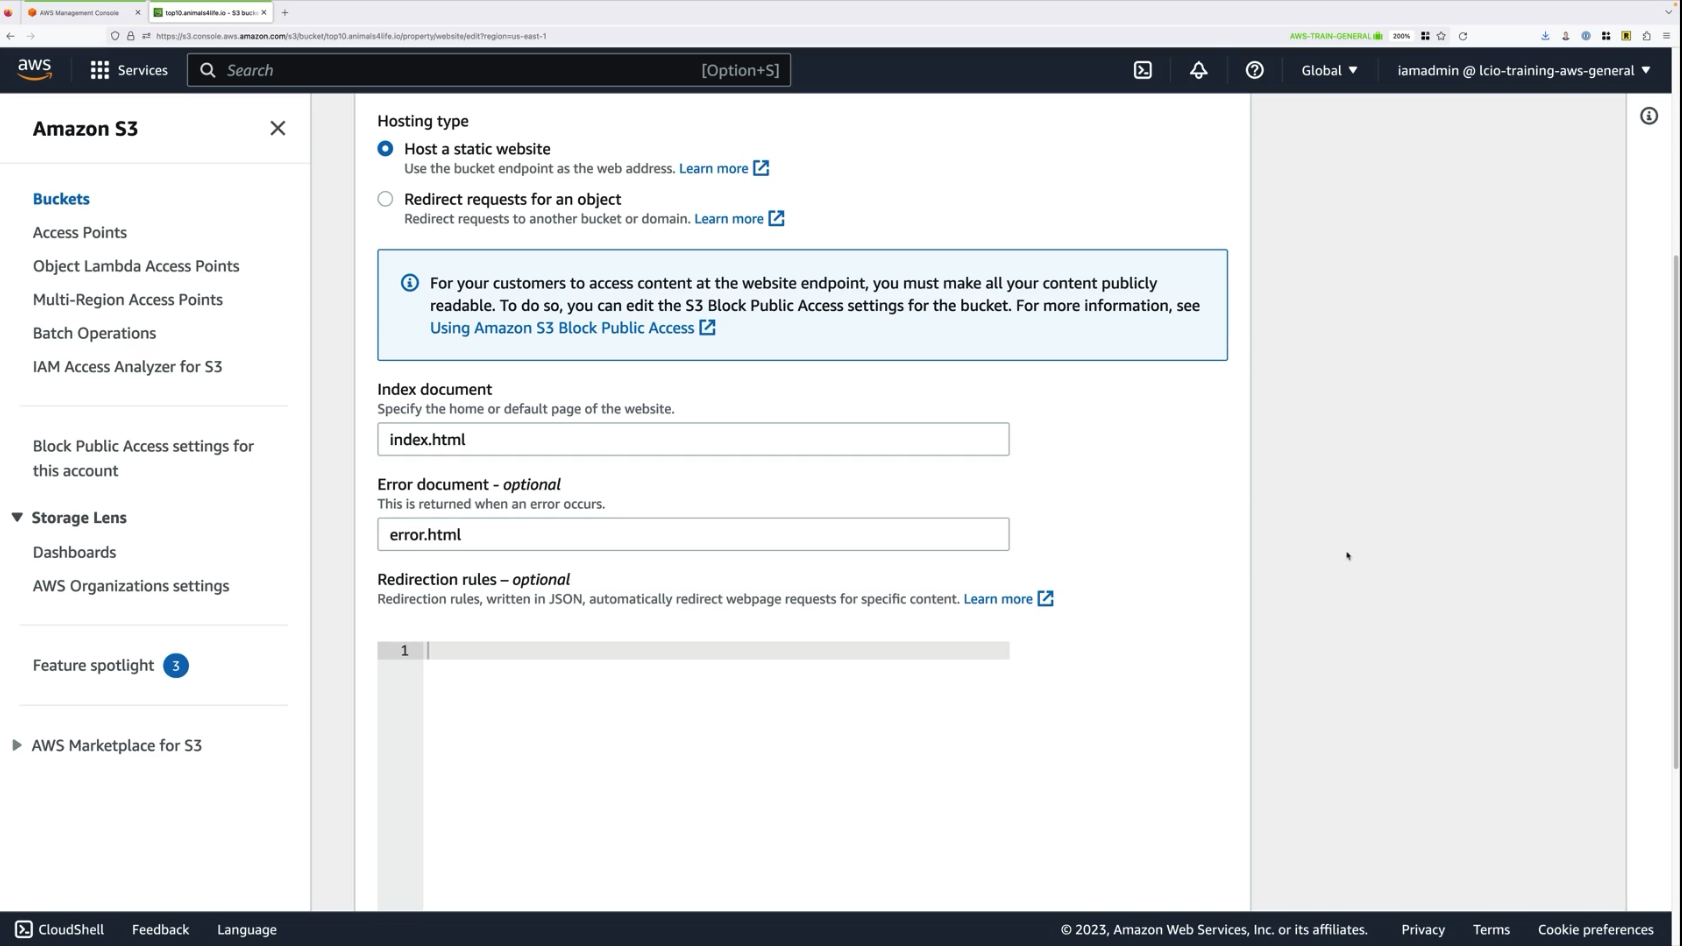 AWS Management Console
top10.animals4life.io - S3 buck
https://s3.console.aws.amazon.com/s3/bucket/top10.animals4life.io/property/website/edit?region=us-east-1
AWS-TRAIN-GENERAL
200%
aws
Services
Search
[Option+S]
Global
iamadmin @ lcio-training-aws-general
Amazon S3
Buckets
Access Points
Object Lambda Access Points
Multi-Region Access Points
Batch Operations
IAM Access Analyzer for S3
Block Public Access settings for
this account
Storage Lens
Dashboards
AWS Organizations settings
Feature spotlight 3
AWS Marketplace for S3
Hosting type
Host a static website
Use the bucket endpoint as the web address. Learn more
Redirect requests for an object
Redirect requests to another bucket or domain. Learn more
For your customers to access content at the website endpoint, you must make all your content publicly
readable. To do so, you can edit the S3 Block Public Access settings for the bucket. For more information, see
Using Amazon S3 Block Public Access
Index document
Specify the home or default page of the website.
index.html
Error document - optional
This is returned when an error occurs.
error.html
Redirection rules – optional
Redirection rules, written in JSON, automatically redirect webpage requests for specific content. Learn more
1
CloudShell
Feedback
Language
© 2023, Amazon Web Services, Inc. or its affiliates.
Privacy
Terms
Cookie preferences